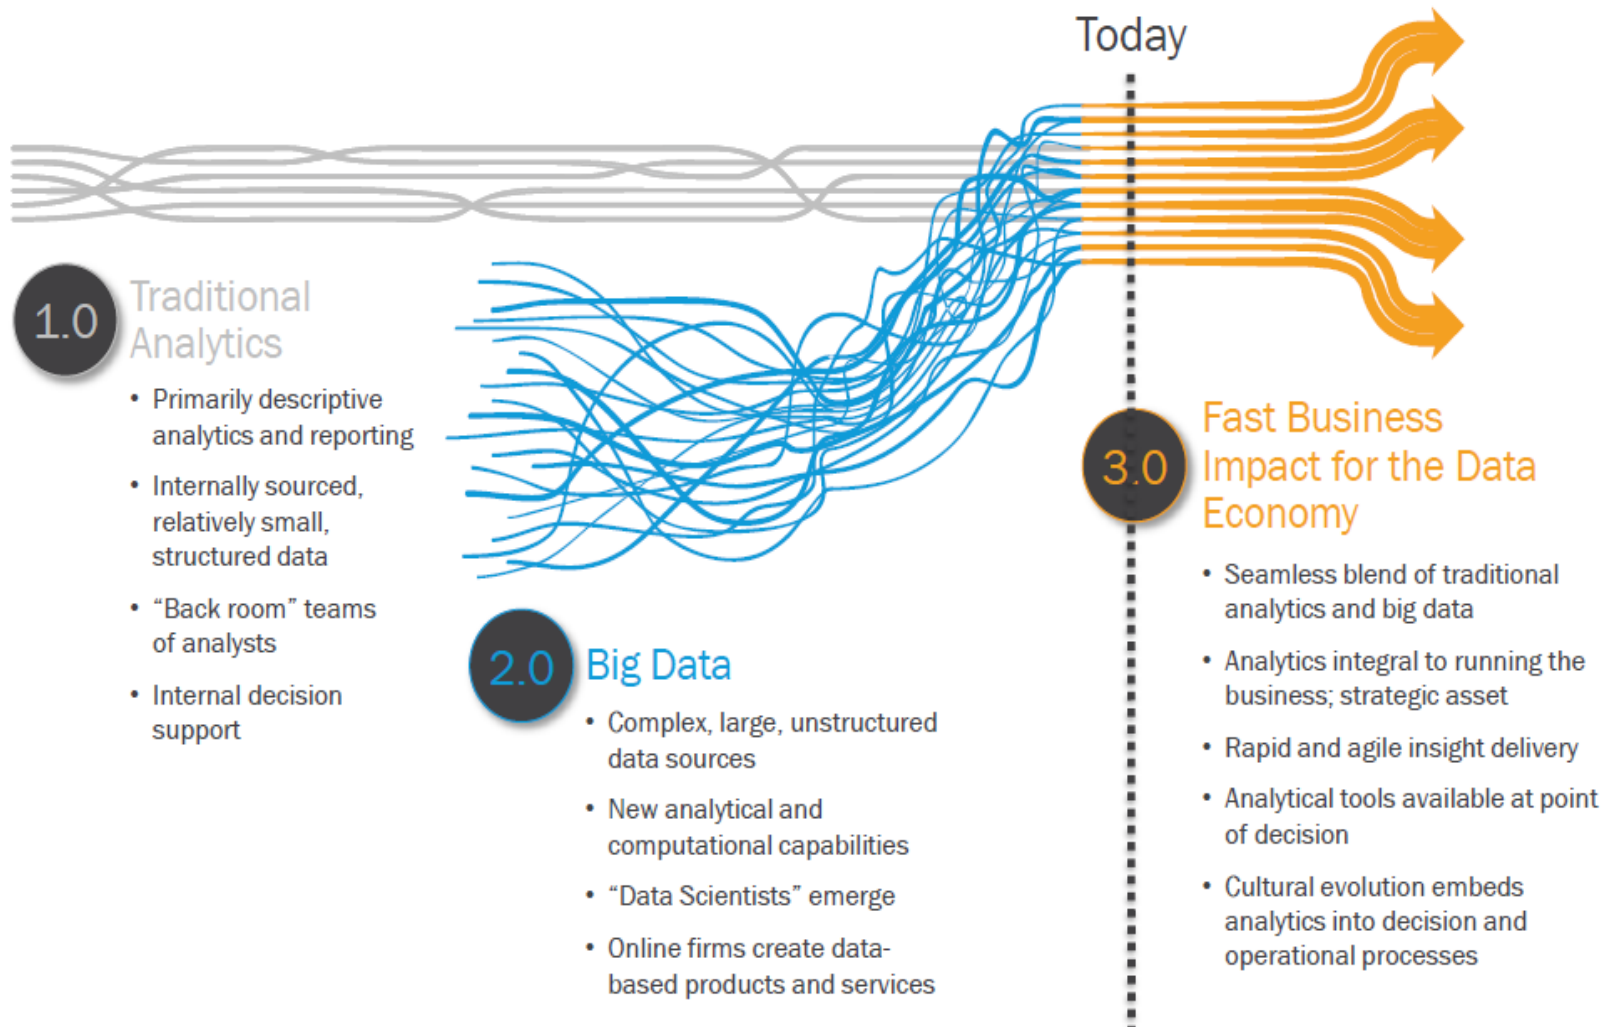 Today
1.0
Traditional
Analytics
• Primarily descriptive
analytics and reporting
• Internally sourced,
relatively small,
structured data
• “Back room” teams
of analysts
• Internal decision
support
2.0
Big Data
• Complex, large, unstructured
data sources
• New analytical and
computational capabilities
• “Data Scientists” emerge
• Online firms create data-
based products and services
3.0
Fast Business
Impact for the Data
Economy
• Seamless blend of traditional
analytics and big data
• Analytics integral to running the
business; strategic asset
• Rapid and agile insight delivery
• Analytical tools available at point
of decision
• Cultural evolution embeds
analytics into decision and
operational processes